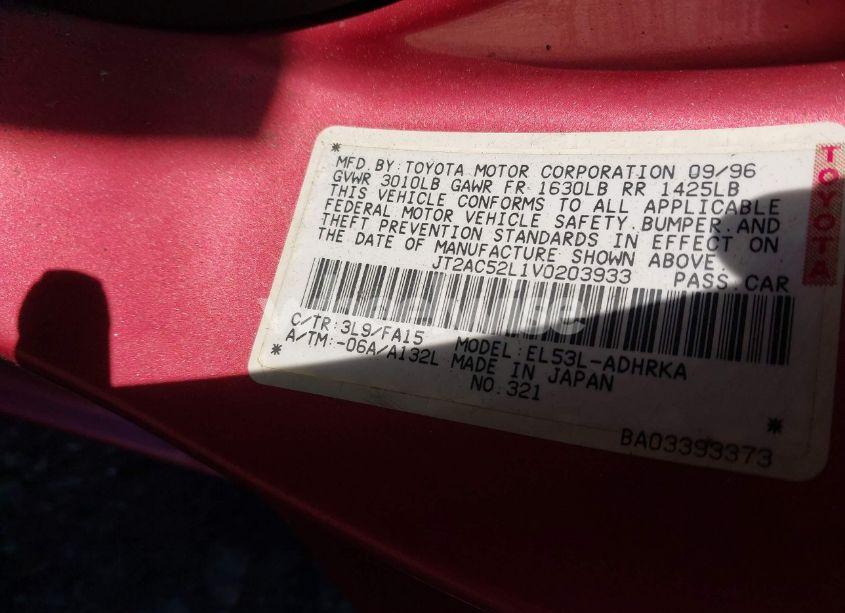 *
MFD.BY:TOYOTA MOTOR CORPORATION 09/96
GVWR 3010LB GAWR FR 1630LB RR 1425LB
THIS VEHICLE CONFORMS TO ALL APPLICABLE
FEDERAL MOTOR VEHICLE SAFETY.BUMPER.AND
THEFT PREVENTION STANDARDS IN EFFECT ON
THE DATE OF MANUFACTURE SHOWN ABOVE.
JT2AC52L1V0203933 PASS.CAR
C/TR:3L9/FA15 MODEL:EL53L-ADHRKA
A/TM:-06A/A132L MADE IN JAPAN
* NO.321 *
BA03393373
TOYOTA